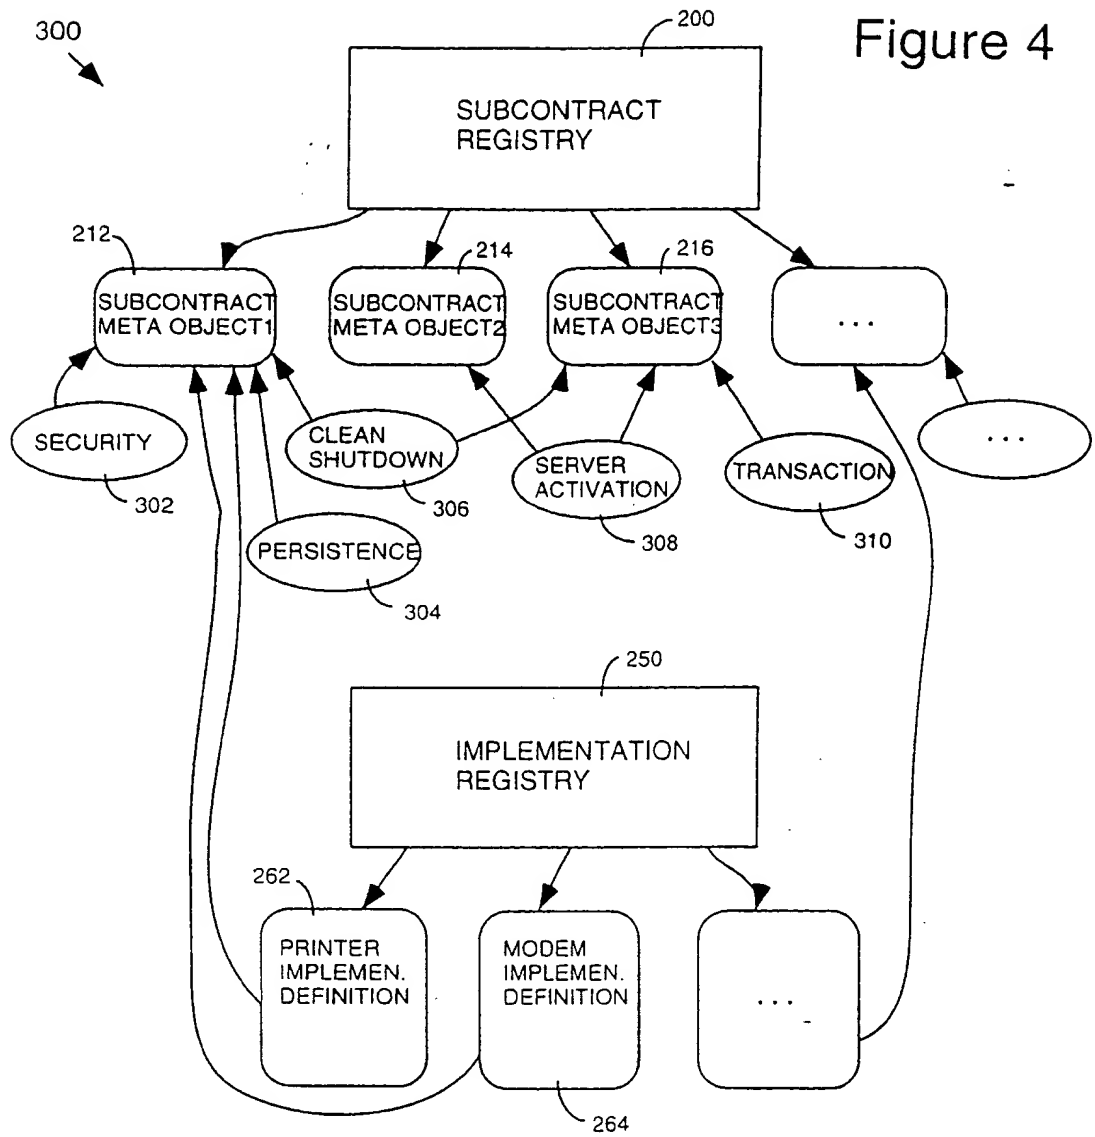 300
200
Figure 4
SUBCONTRACT
REGISTRY
212
214
216
SUBCONTRACT
META OBJECT1
SUBCONTRACT
META OBJECT2
SUBCONTRACT
META OBJECT3
...
SECURITY
302
CLEAN
SHUTDOWN
306
SERVER
ACTIVATION
308
TRANSACTION
310
...
PERSISTENCE
304
250
IMPLEMENTATION
REGISTRY
262
PRINTER
IMPLEMEN.
DEFINITION
MODEM
IMPLEMEN.
DEFINITION
...
264